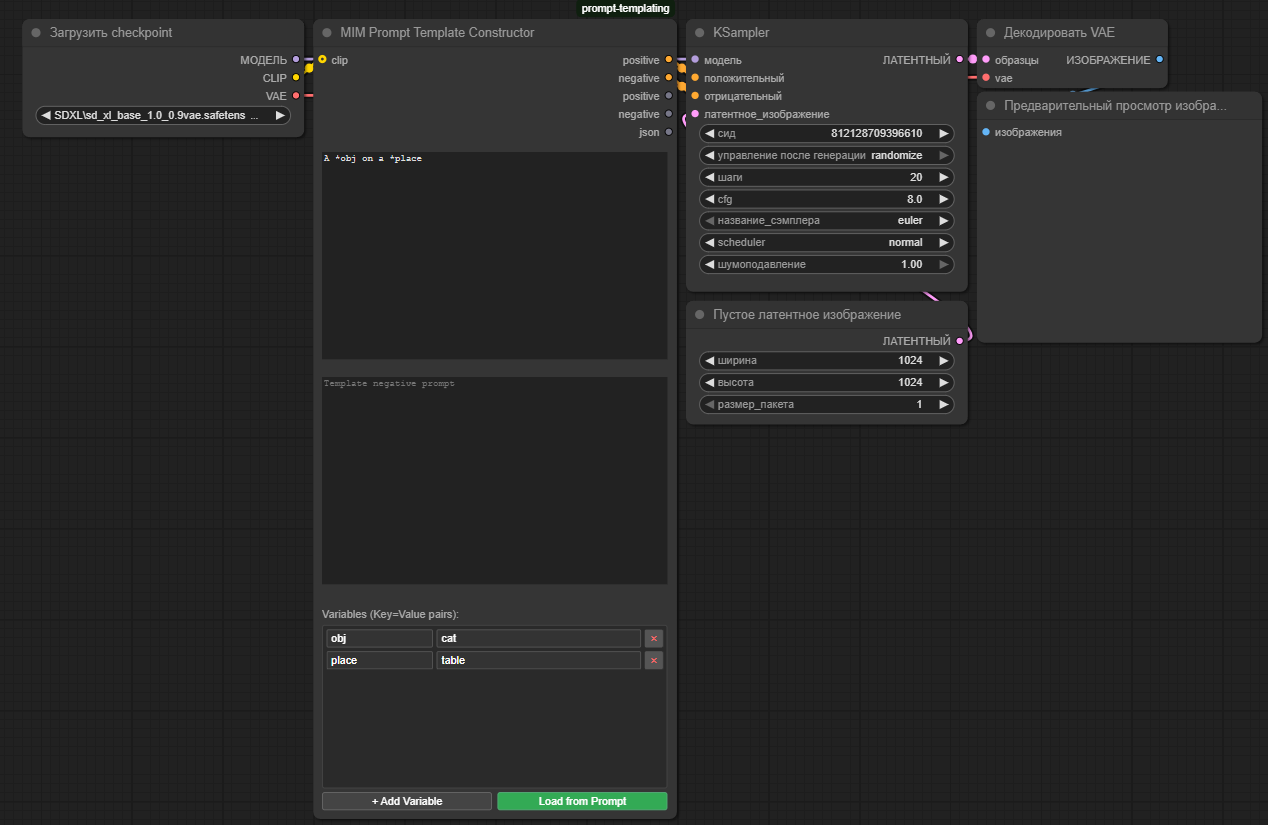 prompt-templating
Загрузить checkpoint
МОДЕЛЬ
CLIP
VAE
SDXL\sd_xl_base_1.0_0.9vae.safetens ...
MIM Prompt Template Constructor
clip
positive
negative
positive
negative
json
A *obj on a *place
Template negative prompt
Variables (Key=Value pairs):
obj cat ×
place table ×
+ Add Variable Load from Prompt
KSampler
модель ЛАТЕНТНЫЙ
положительный
отрицательный
латентное_изображение
сид 812128709396610
управление после генерации randomize
шаги 20
cfg 8.0
название_сэмплера euler
scheduler normal
шумоподавление 1.00
Пустое латентное изображение
ЛАТЕНТНЫЙ
ширина 1024
высота 1024
размер_пакета 1
Декодировать VAE
образцы ИЗОБРАЖЕНИЕ
vae
Предварительный просмотр изобра...
изображения